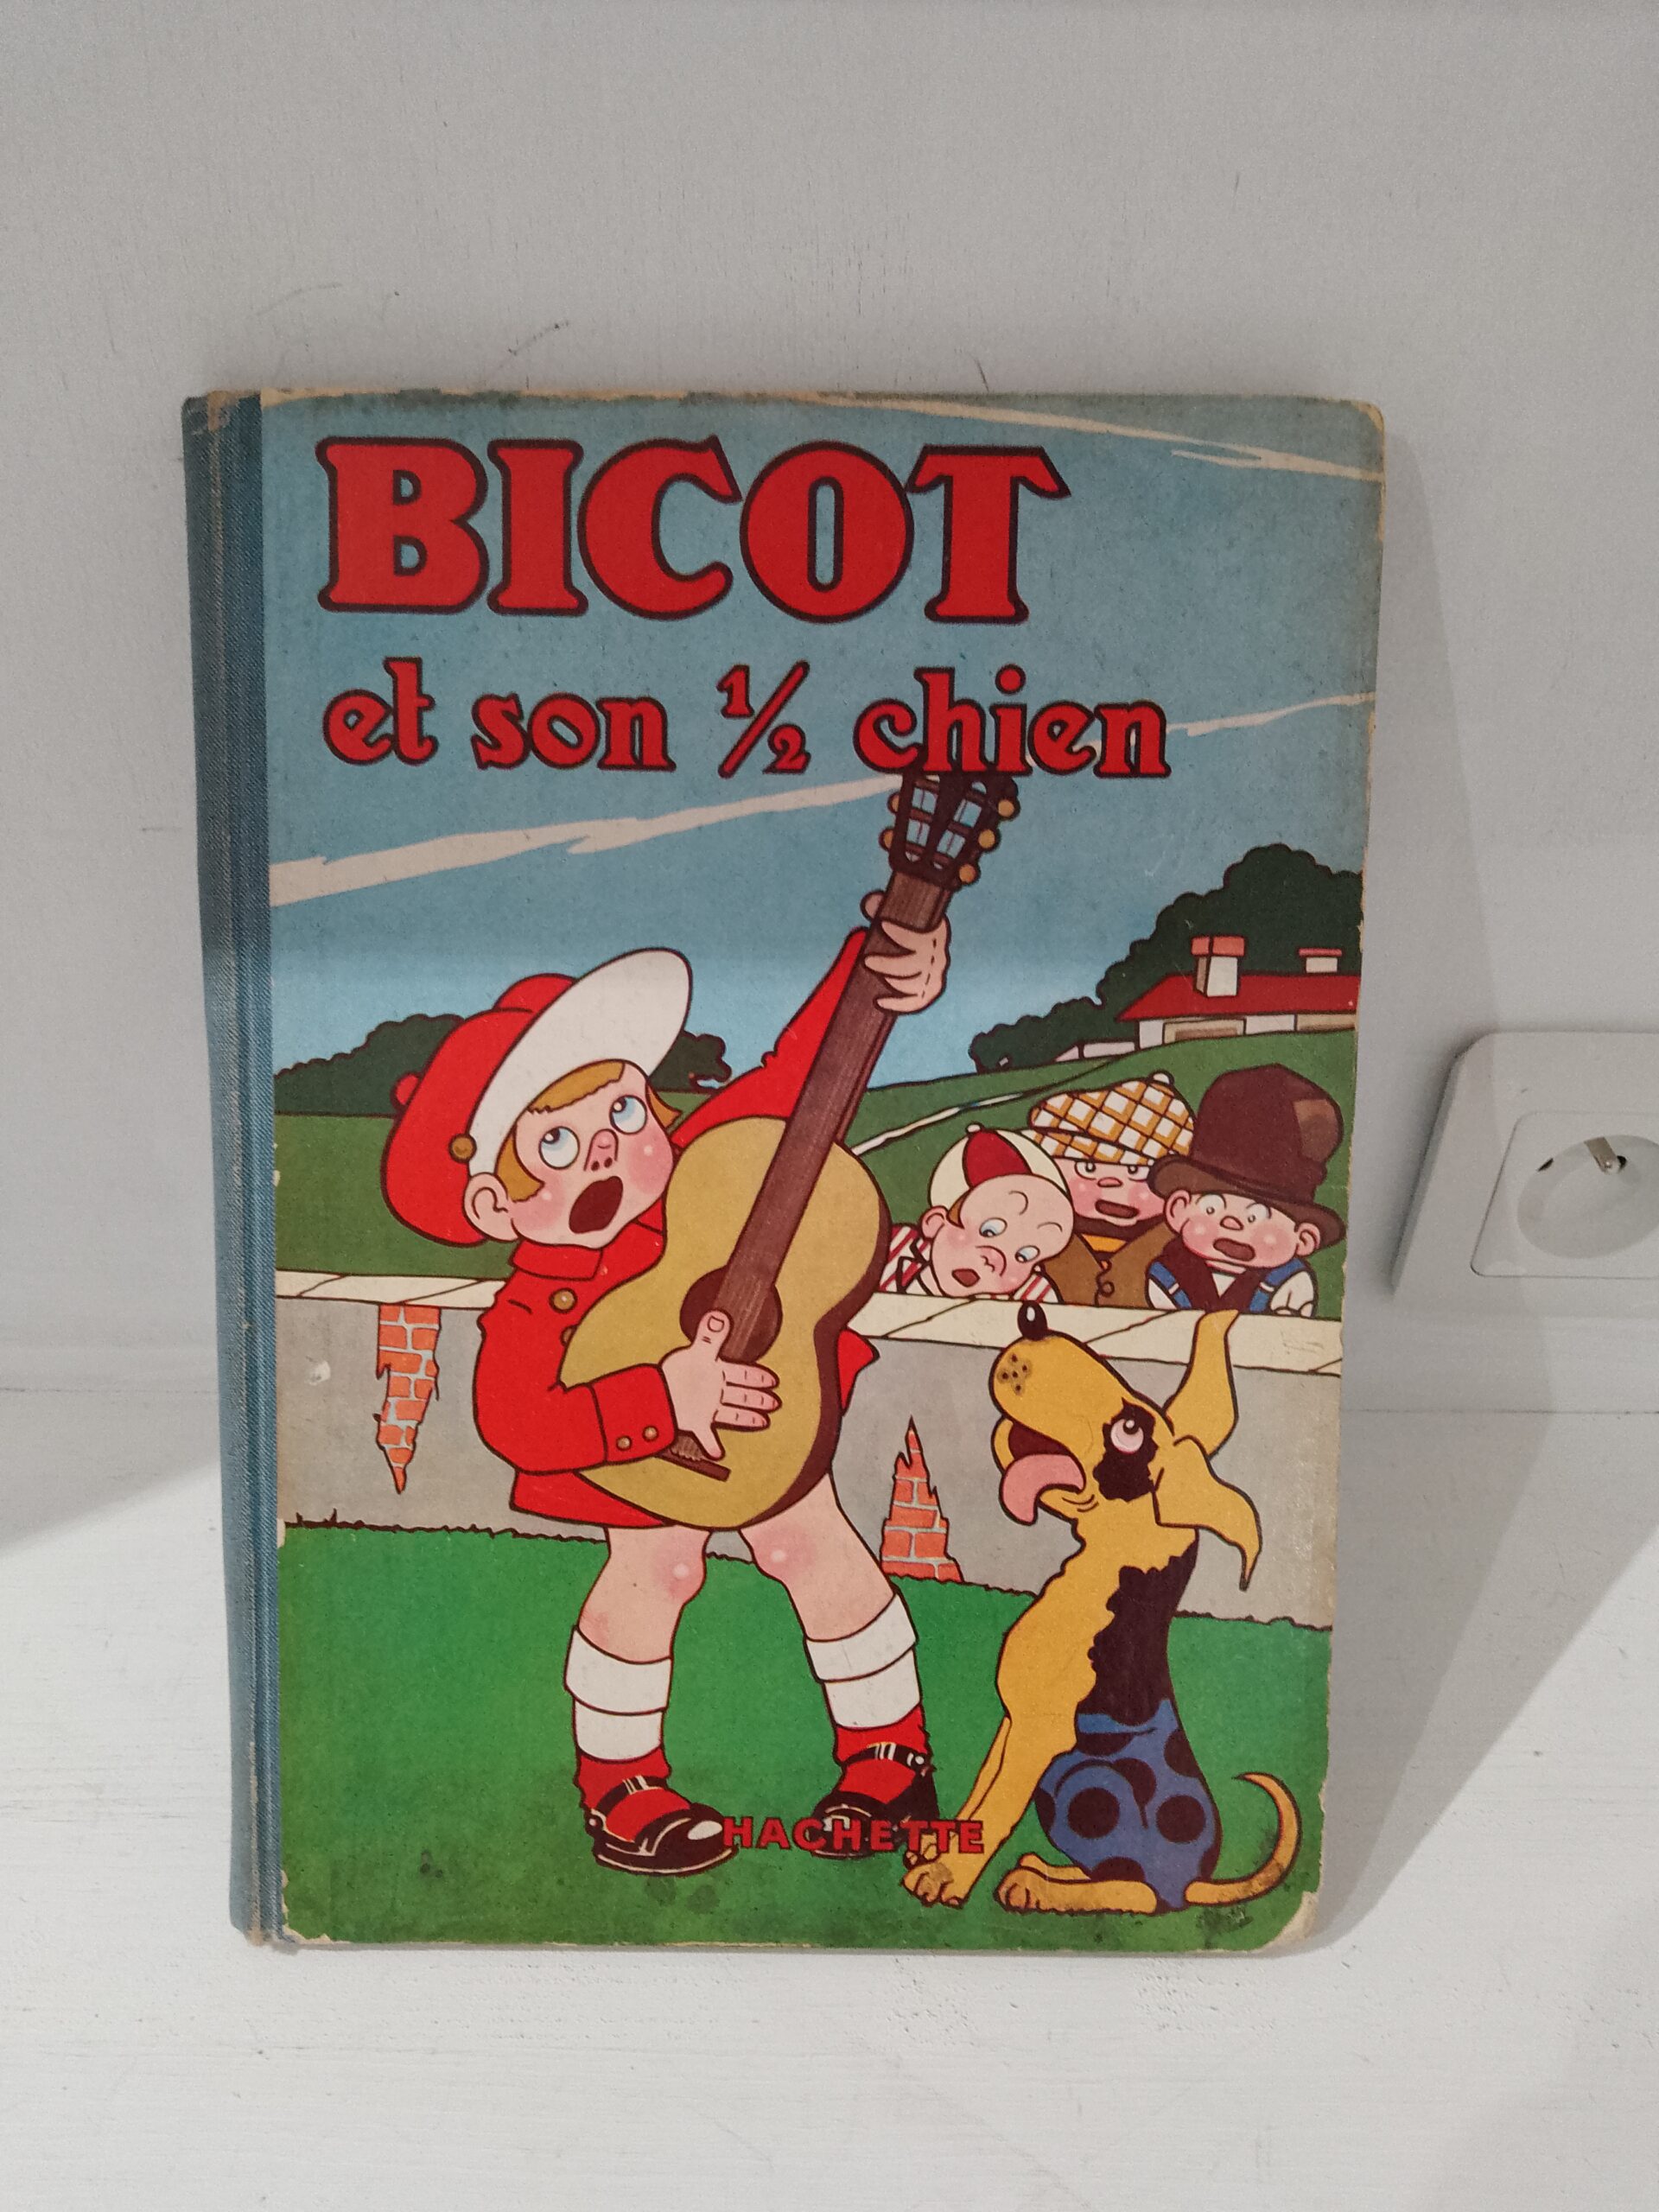 BICOT
et son ½ chien
HACHETTE